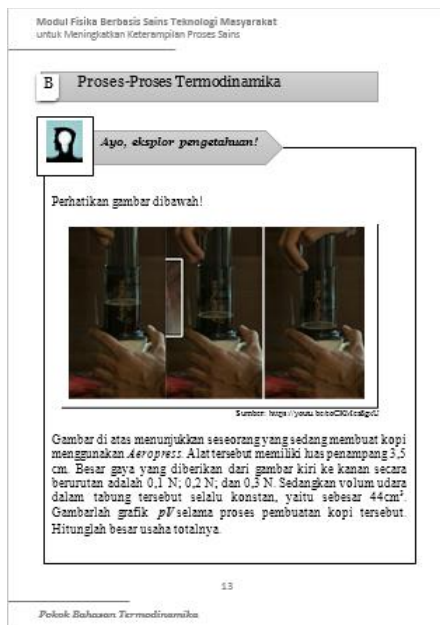 Modul Fisika Berbasis Sains Teknologi Masyarakat
untuk Meningkatkan Keterampilan Proses Sains
B Proses-Proses Termodinamika
Ayo, eksplor pengetahuan!
Perhatikan gambar dibawah!
Sumber: https://youtu.be/
Gambar di atas menunjukkan seseorang yang sedang membuat kopi
menggunakan Aeropress. Alat tersebut memiliki luas penampang 3,5
cm. Besar gaya yang diberikan dari gambar kiri ke kanan secara
berurutan adalah 0,1 N; 0,2 N; dan 0,3 N. Sedangkan volum udara
dalam tabung tersebut selalu konstan, yaitu sebesar 44cm³.
Gambarlah grafik pV selama proses pembuatan kopi tersebut.
Hitunglah besar usaha totalnya.
13
Pokok Bahasan Termodinamika